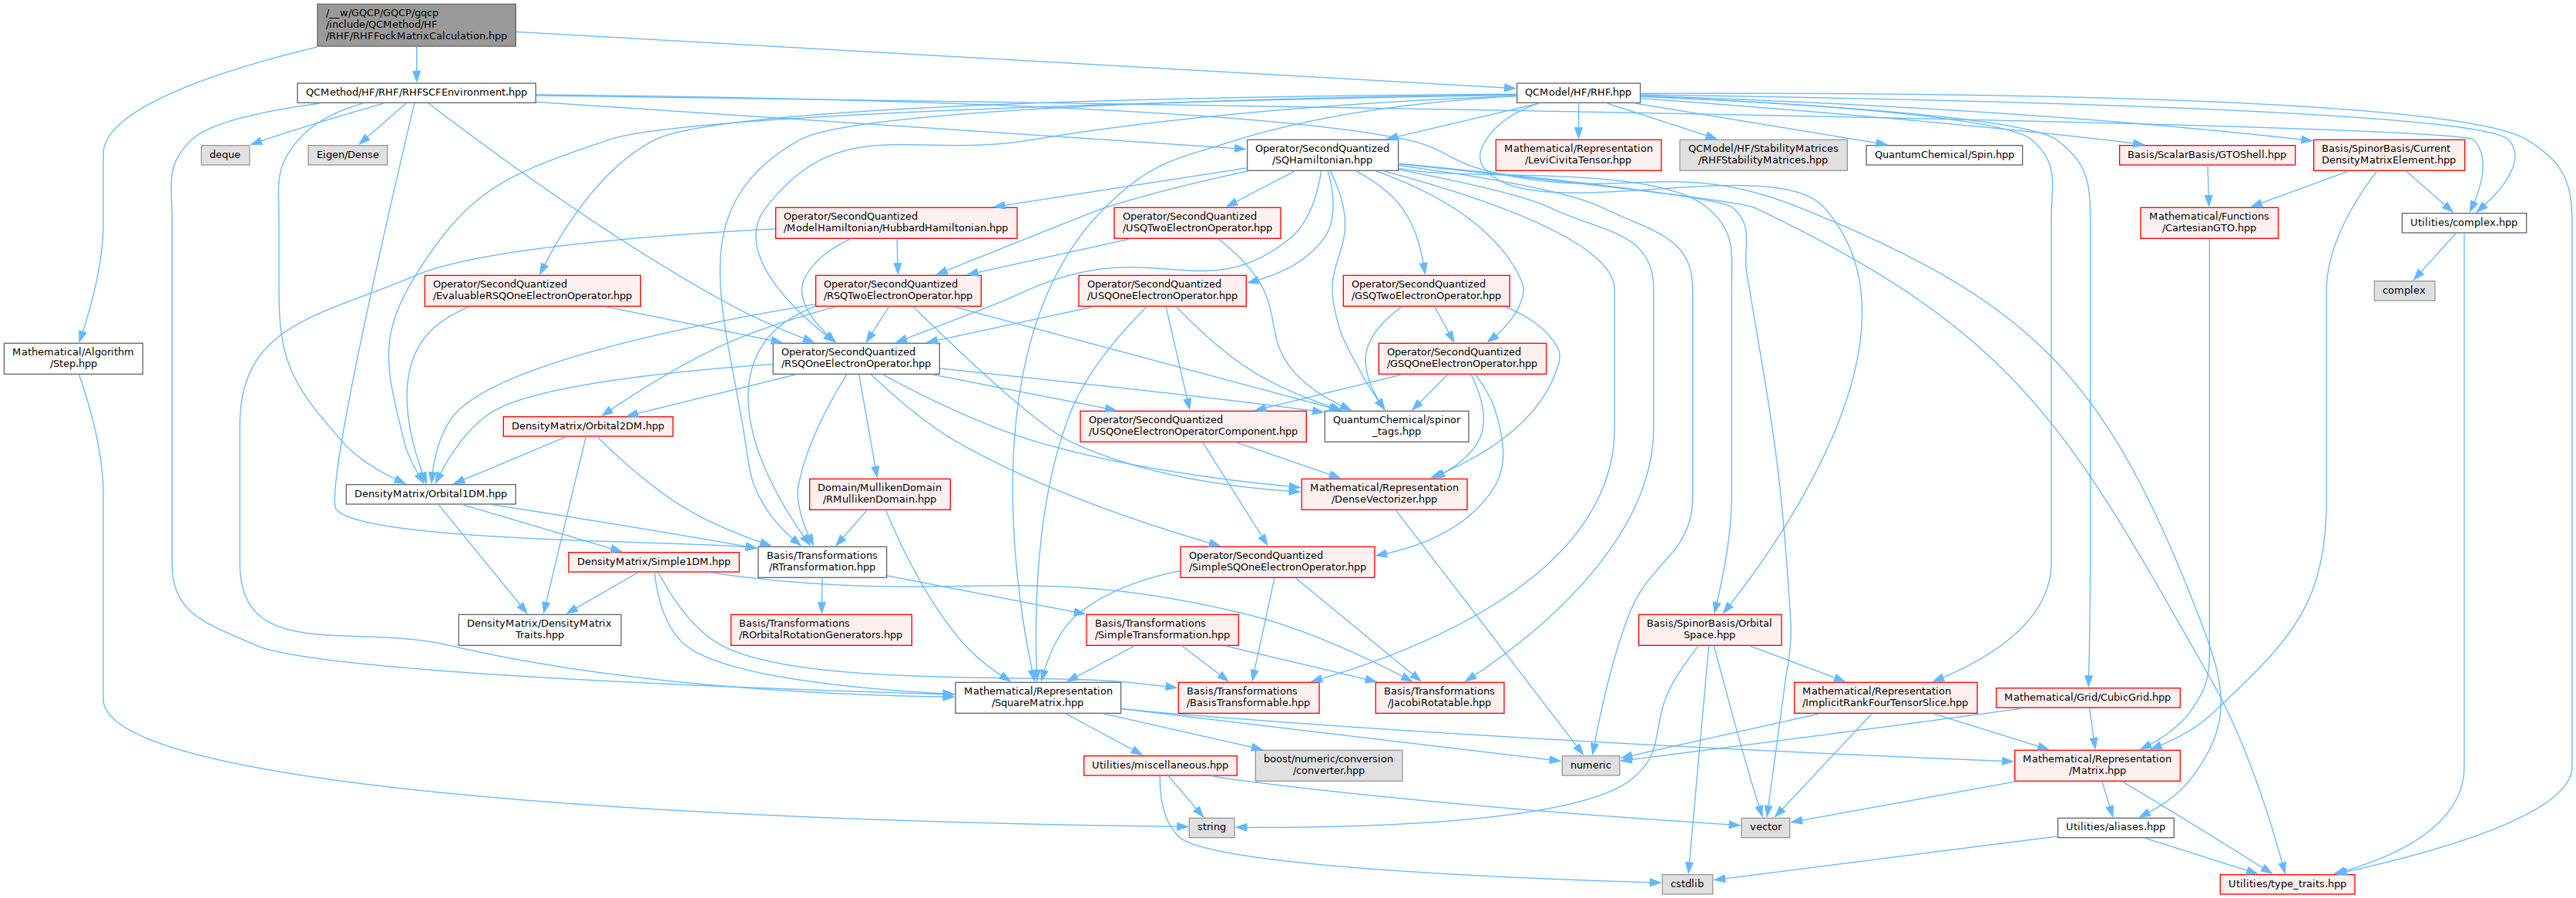 /__w/GQCP/GQCP/gqcp
/include/QCMethod/HF
/RHF/RHFFockMatrixCalculation.hpp
QCMethod/HF/RHF/RHFSCFEnvironment.hpp
QCModel/HF/RHF.hpp
deque
Eigen/Dense
Operator/SecondQuantized
/SQHamiltonian.hpp
Mathematical/Representation
/LeviCivitaTensor.hpp
QCModel/HF/StabilityMatrices
/RHFStabilityMatrices.hpp
QuantumChemical/Spin.hpp
Basis/ScalarBasis/GTOShell.hpp
Basis/SpinorBasis/Current
DensityMatrixElement.hpp
Operator/SecondQuantized
/ModelHamiltonian/HubbardHamiltonian.hpp
Operator/SecondQuantized
/USQTwoElectronOperator.hpp
Mathematical/Functions
/CartesianGTO.hpp
Utilities/complex.hpp
Operator/SecondQuantized
/EvaluableRSQOneElectronOperator.hpp
Operator/SecondQuantized
/RSQTwoElectronOperator.hpp
Operator/SecondQuantized
/USQOneElectronOperator.hpp
Operator/SecondQuantized
/GSQTwoElectronOperator.hpp
complex
Mathematical/Algorithm
/Step.hpp
Operator/SecondQuantized
/RSQOneElectronOperator.hpp
Operator/SecondQuantized
/GSQOneElectronOperator.hpp
DensityMatrix/Orbital2DM.hpp
Operator/SecondQuantized
/USQOneElectronOperatorComponent.hpp
QuantumChemical/spinor
_tags.hpp
DensityMatrix/Orbital1DM.hpp
Domain/MullikenDomain
/RMullikenDomain.hpp
Mathematical/Representation
/DenseVectorizer.hpp
DensityMatrix/Simple1DM.hpp
Basis/Transformations
/RTransformation.hpp
Operator/SecondQuantized
/SimpleSQOneElectronOperator.hpp
DensityMatrix/DensityMatrix
Traits.hpp
Basis/Transformations
/ROrbitalRotationGenerators.hpp
Basis/Transformations
/SimpleTransformation.hpp
Basis/SpinorBasis/Orbital
Space.hpp
Mathematical/Representation
/SquareMatrix.hpp
Basis/Transformations
/BasisTransformable.hpp
Basis/Transformations
/JacobiRotatable.hpp
Mathematical/Representation
/ImplicitRankFourTensorSlice.hpp
Mathematical/Grid/CubicGrid.hpp
Utilities/miscellaneous.hpp
boost/numeric/conversion
/converter.hpp
numeric
Mathematical/Representation
/Matrix.hpp
string
vector
Utilities/aliases.hpp
cstdlib
Utilities/type_traits.hpp